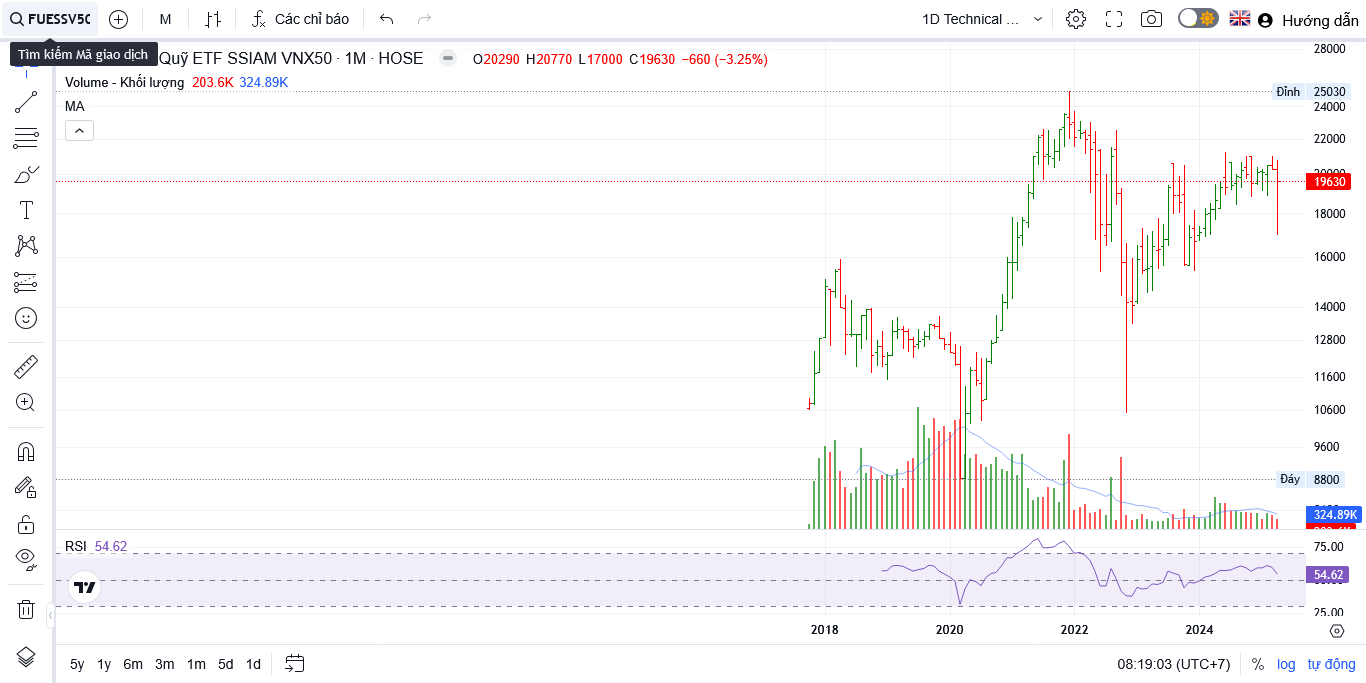 FUESSV50
M
Các chỉ báo
1D Technical ...
Hướng dẫn
Tìm kiếm Mã giao dịch
Quỹ ETF SSIAM VNX50 · 1M · HOSE
O20290 H20770 L17000 C19630 −660 (−3.25%)
Volume - Khối lượng 203.6K 324.89K
MA
28000
Đỉnh 25030
24000
22000
20000
19630
18000
16000
14000
12800
11600
10600
9600
Đáy 8800
324.89K
RSI 54.62
75.00
54.62
25.00
2018 2020 2022 2024
5y 1y 6m 3m 1m 5d 1d
08:19:03 (UTC+7)
% log tự động